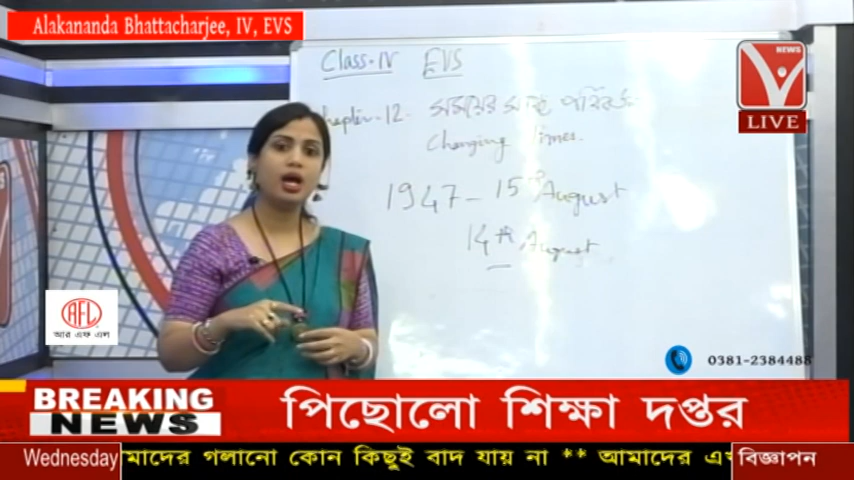 Alakananda Bhattacharjee, IV, EVS
Class-IV EVS
Chapter-12- সময়ের সাথে পরিবর্তন
Changing Times.
1947 - 15th August
14th August
NEWS
V
LIVE
AFL
আর এফ এল
0381-2384488
BREAKING NEWS
পিছোলো শিক্ষা দপ্তর
Wednesday
মাদের গলানো কোন কিছুই বাদ যায় না ** আমাদের
বিজ্ঞাপন